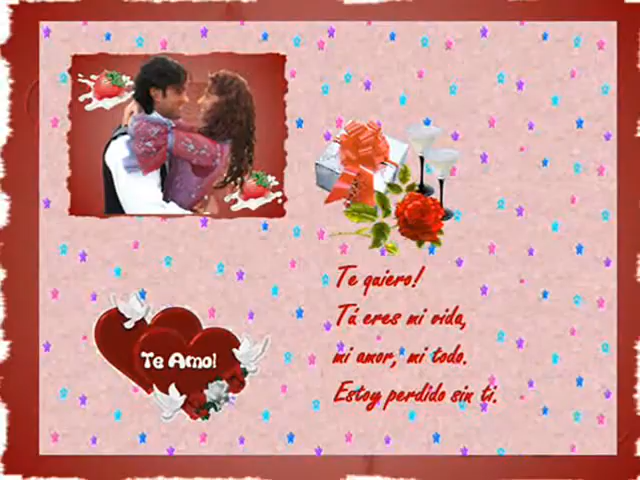 Te quiero!
Tú eres mi vida,
mi amor, mi todo.
Estoy perdido sin ti.
Te Amo!